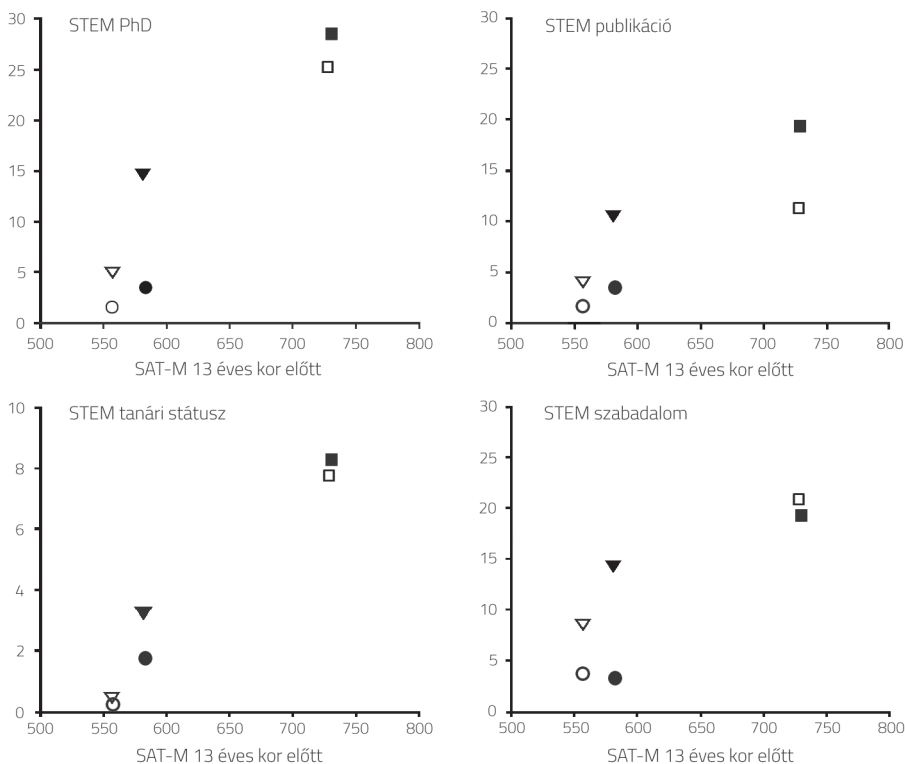 STEM PhD
30
25
20
15
10
5
0
500 550 600 650 700 750 800
SAT-M 13 éves kor előtt
STEM publikáció
30
25
20
15
10
5
0
500 550 600 650 700 750 800
SAT-M 13 éves kor előtt
STEM tanári státusz
10
8
6
4
2
0
500 550 600 650 700 750 800
SAT-M 13 éves kor előtt
STEM szabadalom
30
25
20
15
10
5
0
500 550 600 650 700 750 800
SAT-M 13 éves kor előtt